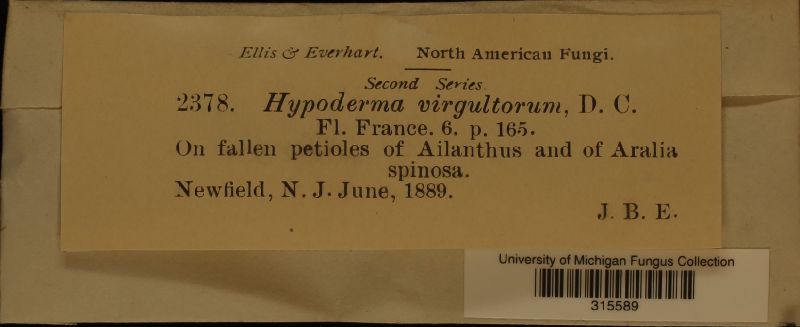 Ellis & Everhart. North American Fungi.
Second Series.
2378. Hypoderma virgultorum, D. C.
Fl. France. 6. p. 165.
On fallen petioles of Ailanthus and of Aralia
spinosa.
Newfield, N. J. June, 1889.
J. B. E.
University of Michigan Fungus Collection
315589